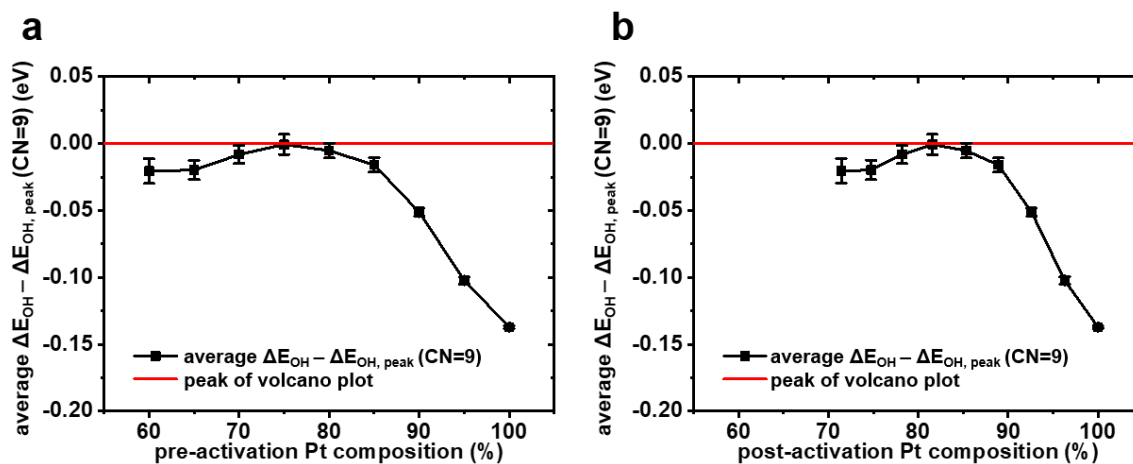 a
average ΔE_OH – ΔE_OH, peak (CN=9) (eV)
0.05
0.00
-0.05
-0.10
-0.15
-0.20
average ΔE_OH – ΔE_OH, peak (CN=9)
peak of volcano plot
60 70 80 90 100
pre-activation Pt composition (%)
b
average ΔE_OH – ΔE_OH, peak (CN=9) (eV)
0.05
0.00
-0.05
-0.10
-0.15
-0.20
average ΔE_OH – ΔE_OH, peak (CN=9)
peak of volcano plot
60 70 80 90 100
post-activation Pt composition (%)